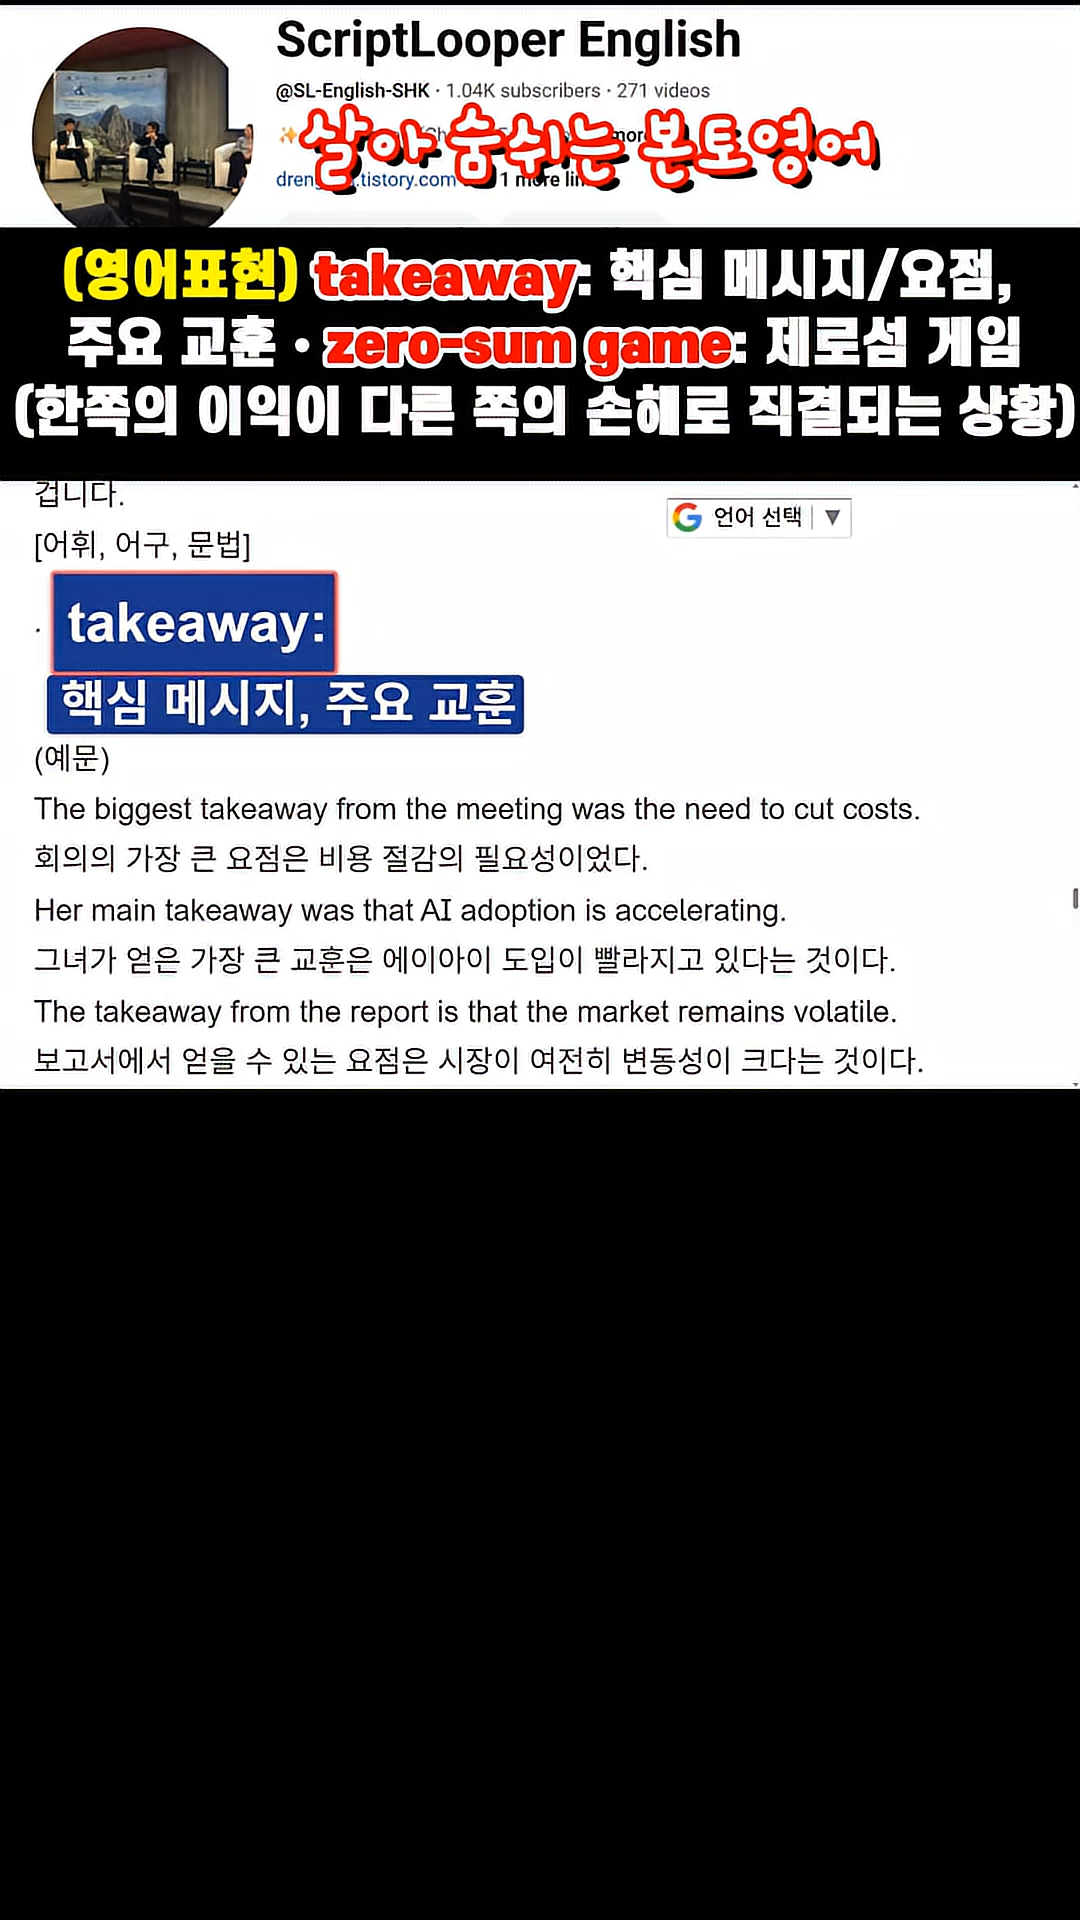 ScriptLooper English
@SL-English-SHK · 1.04K subscribers · 271 videos
살아 숨쉬는 본토영어
tistory.com 1 more
(영어표현) takeaway: 핵심 메시지/요점,
주요 교훈 · zero-sum game: 제로섬 게임
(한쪽의 이익이 다른 쪽의 손해로 직결되는 상황)
겁니다.
언어 선택 ▼
[어휘, 어구, 문법]
· takeaway:
핵심 메시지, 주요 교훈
(예문)
The biggest takeaway from the meeting was the need to cut costs.
회의의 가장 큰 요점은 비용 절감의 필요성이었다.
Her main takeaway was that AI adoption is accelerating.
그녀가 얻은 가장 큰 교훈은 에이아이 도입이 빨라지고 있다는 것이다.
The takeaway from the report is that the market remains volatile.
보고서에서 얻을 수 있는 요점은 시장이 여전히 변동성이 크다는 것이다.